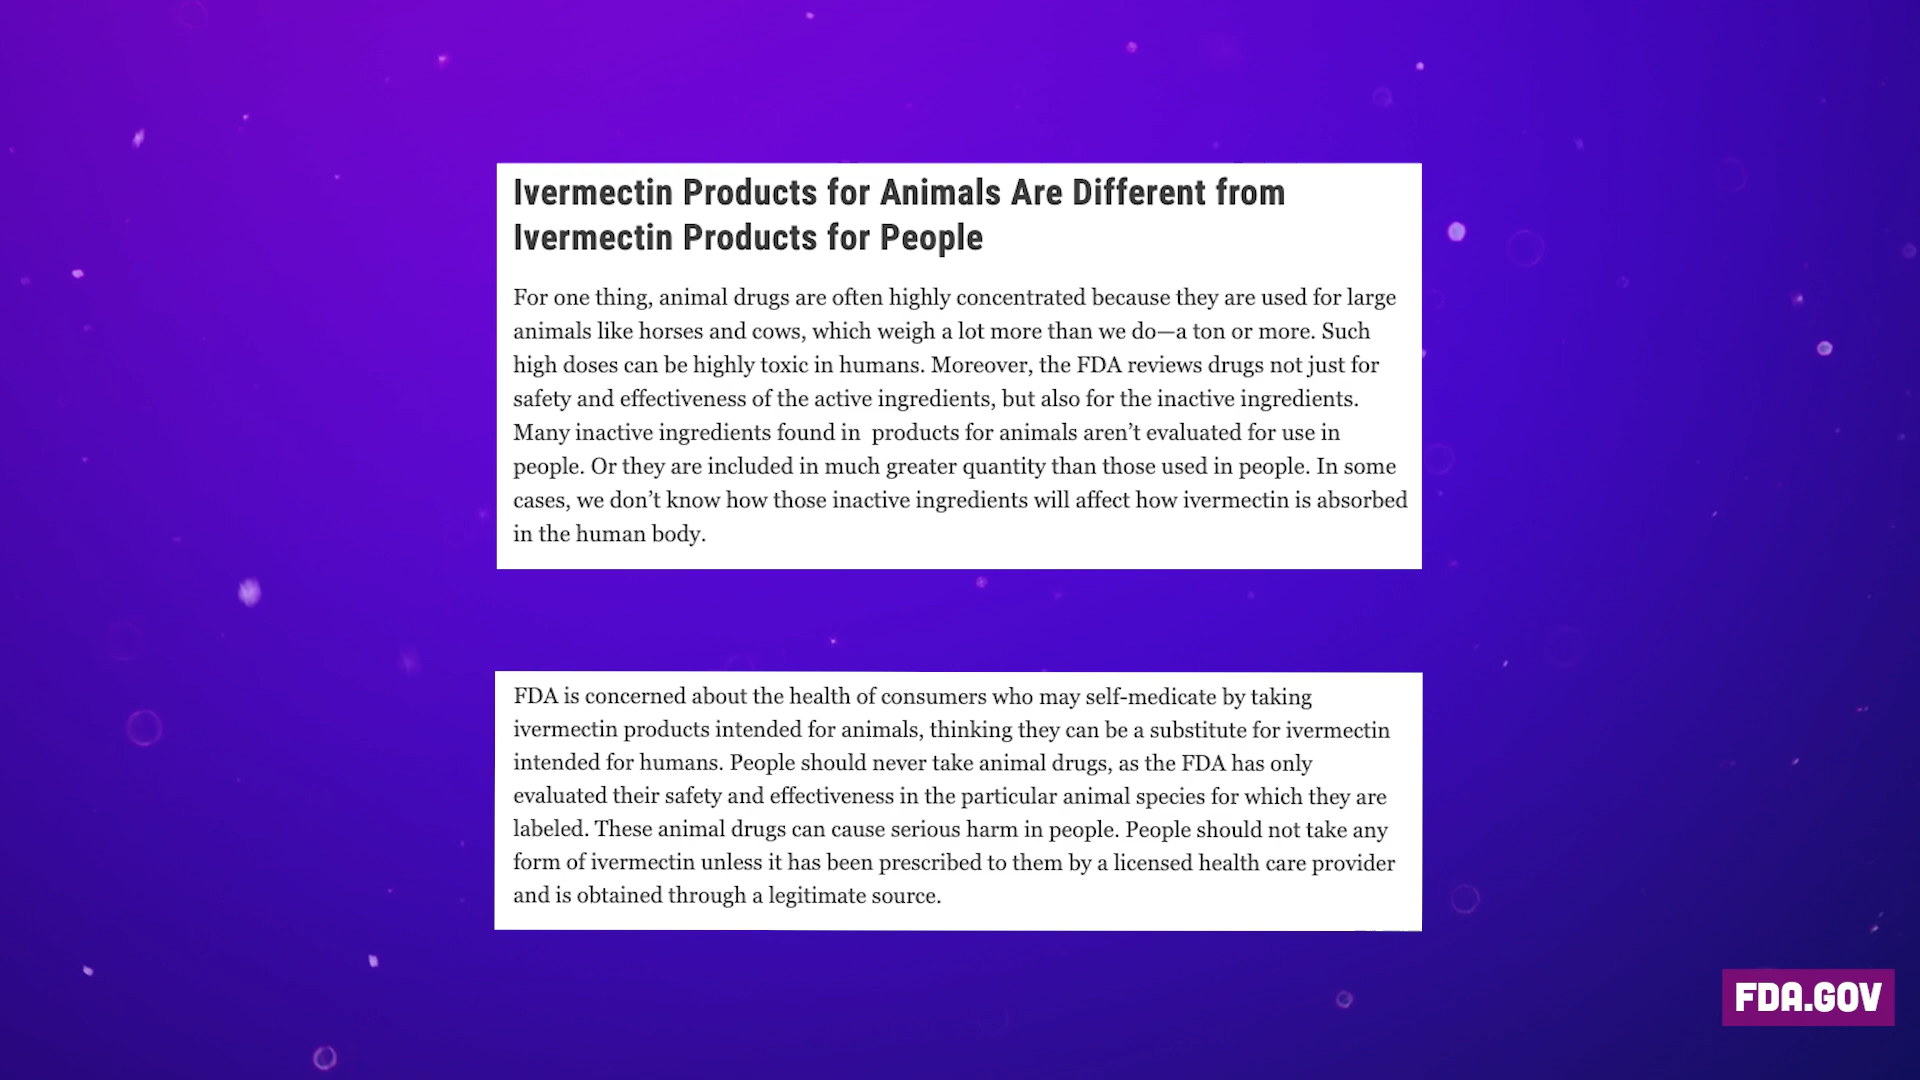 Ivermectin Products for Animals Are Different from
Ivermectin Products for People
For one thing, animal drugs are often highly concentrated because they are used for large
animals like horses and cows, which weigh a lot more than we do—a ton or more. Such
high doses can be highly toxic in humans. Moreover, the FDA reviews drugs not just for
safety and effectiveness of the active ingredients, but also for the inactive ingredients.
Many inactive ingredients found in  products for animals aren’t evaluated for use in
people. Or they are included in much greater quantity than those used in people. In some
cases, we don’t know how those inactive ingredients will affect how ivermectin is absorbed
in the human body.
FDA is concerned about the health of consumers who may self-medicate by taking
ivermectin products intended for animals, thinking they can be a substitute for ivermectin
intended for humans. People should never take animal drugs, as the FDA has only
evaluated their safety and effectiveness in the particular animal species for which they are
labeled. These animal drugs can cause serious harm in people. People should not take any
form of ivermectin unless it has been prescribed to them by a licensed health care provider
and is obtained through a legitimate source.
FDA.GOV